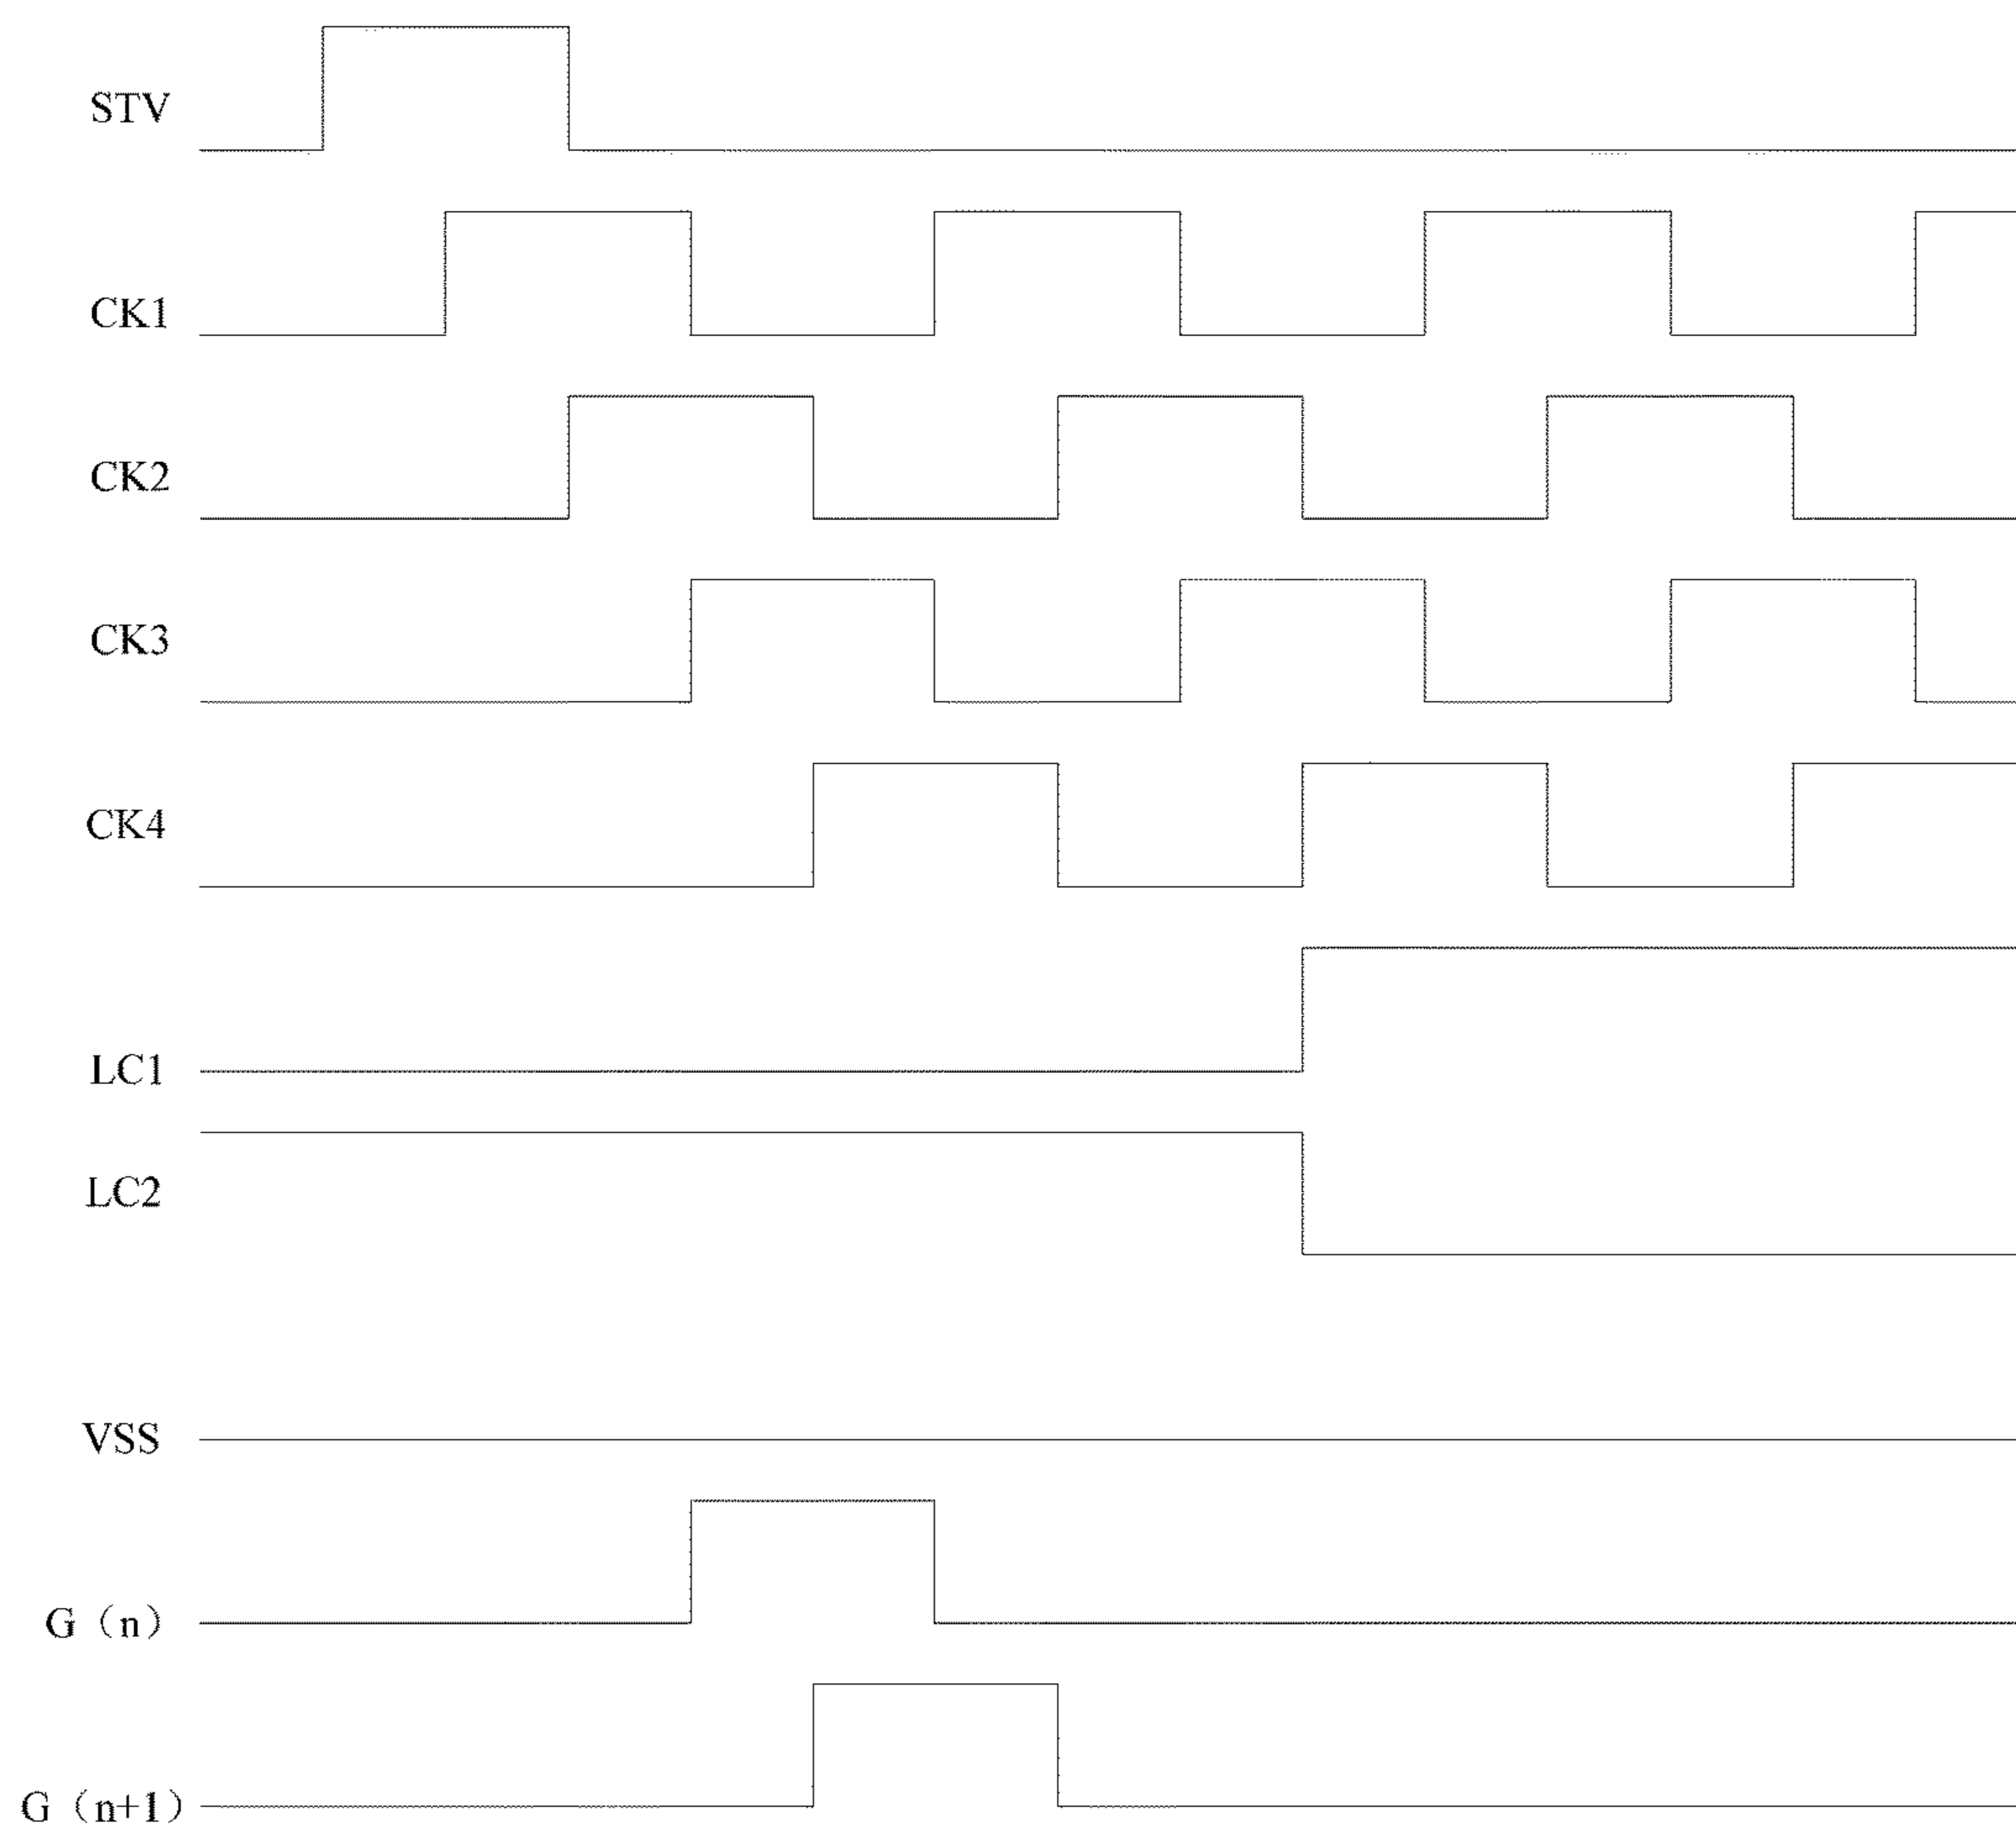 STV
CK1
CK2
CK3
CK4
LC1
LC2
VSS
G（n）
G（n+1）